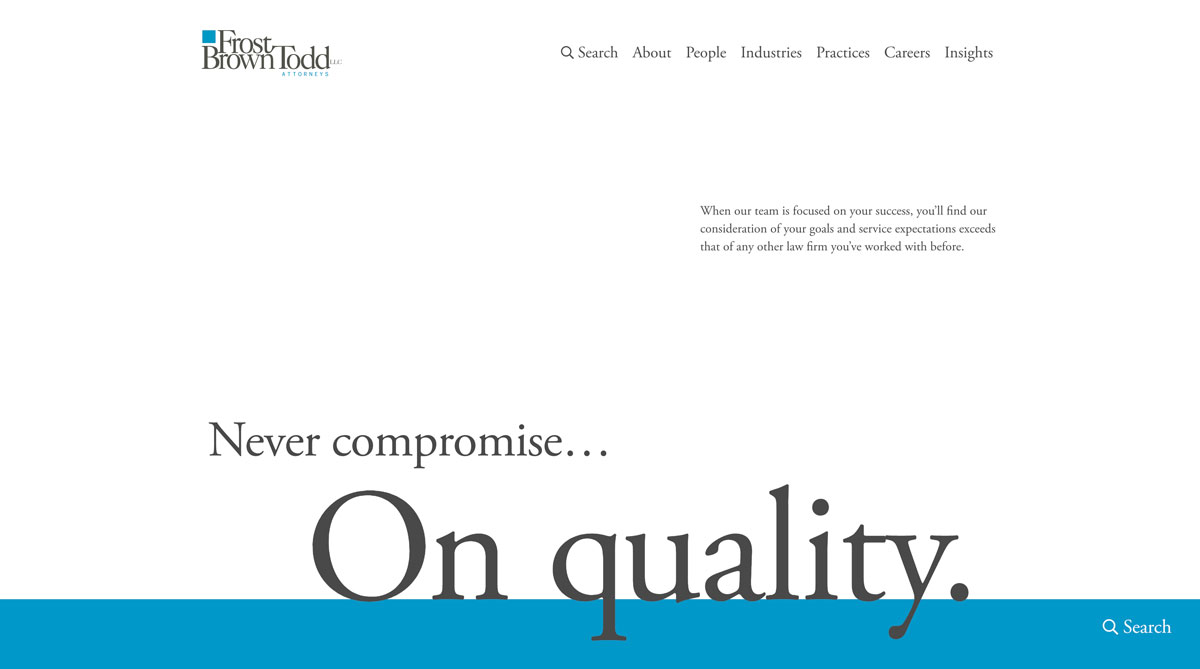 Frost
Brown Todd LLC
ATTORNEYS
Search About People Industries Practices Careers Insights
When our team is focused on your success, you’ll find our
consideration of your goals and service expectations exceeds
that of any other law firm you’ve worked with before.
Never compromise…
On quality.
Search